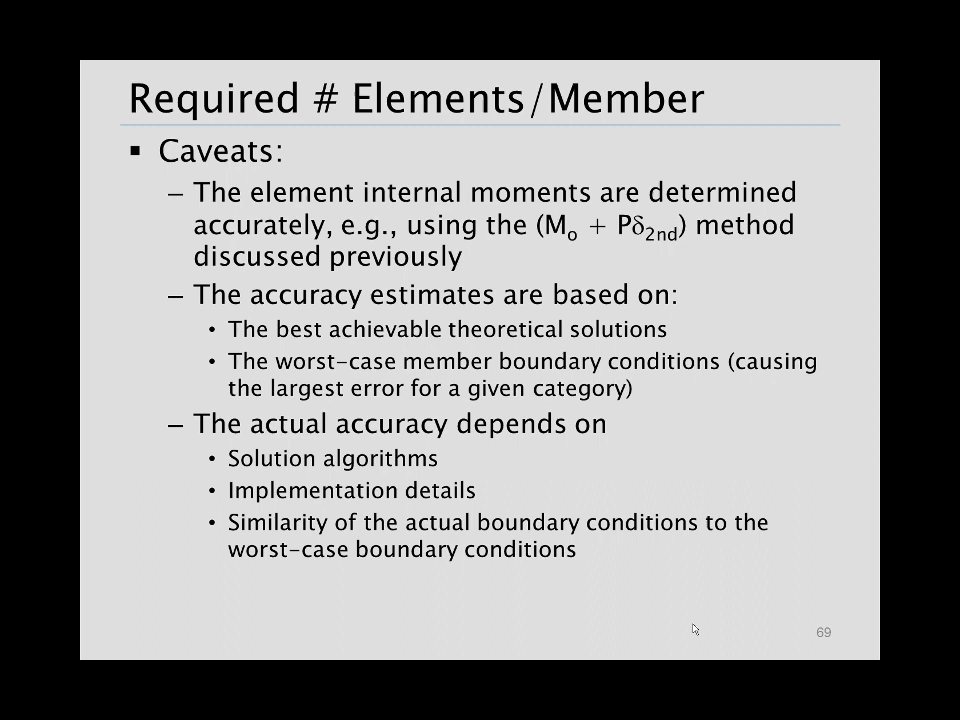 Required # Elements/Member
▪ Caveats:
– The element internal moments are determined
accurately, e.g., using the (Mo + Pδ2nd) method
discussed previously
– The accuracy estimates are based on:
• The best achievable theoretical solutions
• The worst-case member boundary conditions (causing
the largest error for a given category)
– The actual accuracy depends on
• Solution algorithms
• Implementation details
• Similarity of the actual boundary conditions to the
worst-case boundary conditions
69